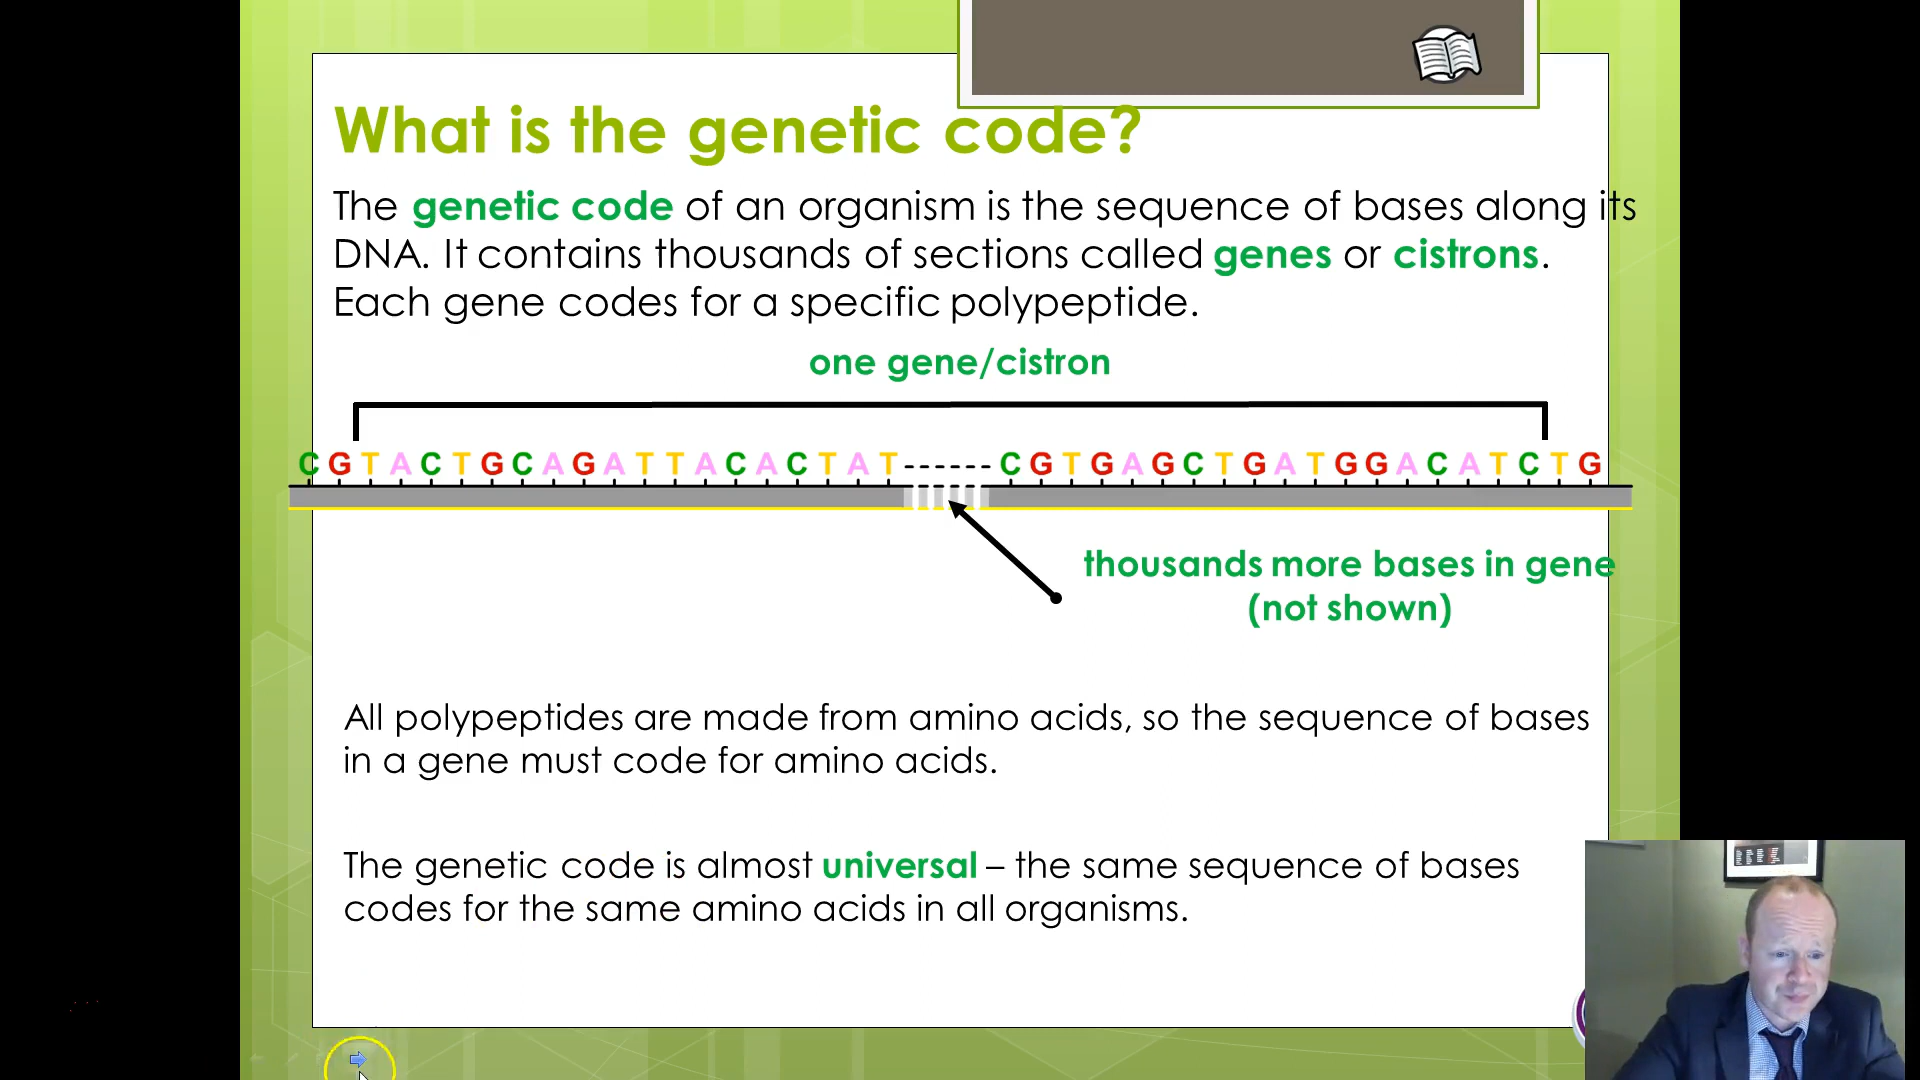 What is the genetic code?
The genetic code of an organism is the sequence of bases along its
DNA. It contains thousands of sections called genes or cistrons.
Each gene codes for a specific polypeptide.
one gene/cistron
C G T A C T G C A G A T T A C A C T A T ------ C G T G A G C T G A T G G A C A T C T G
thousands more bases in gene
(not shown)
All polypeptides are made from amino acids, so the sequence of bases
in a gene must code for amino acids.
The genetic code is almost universal – the same sequence of bases
codes for the same amino acids in all organisms.